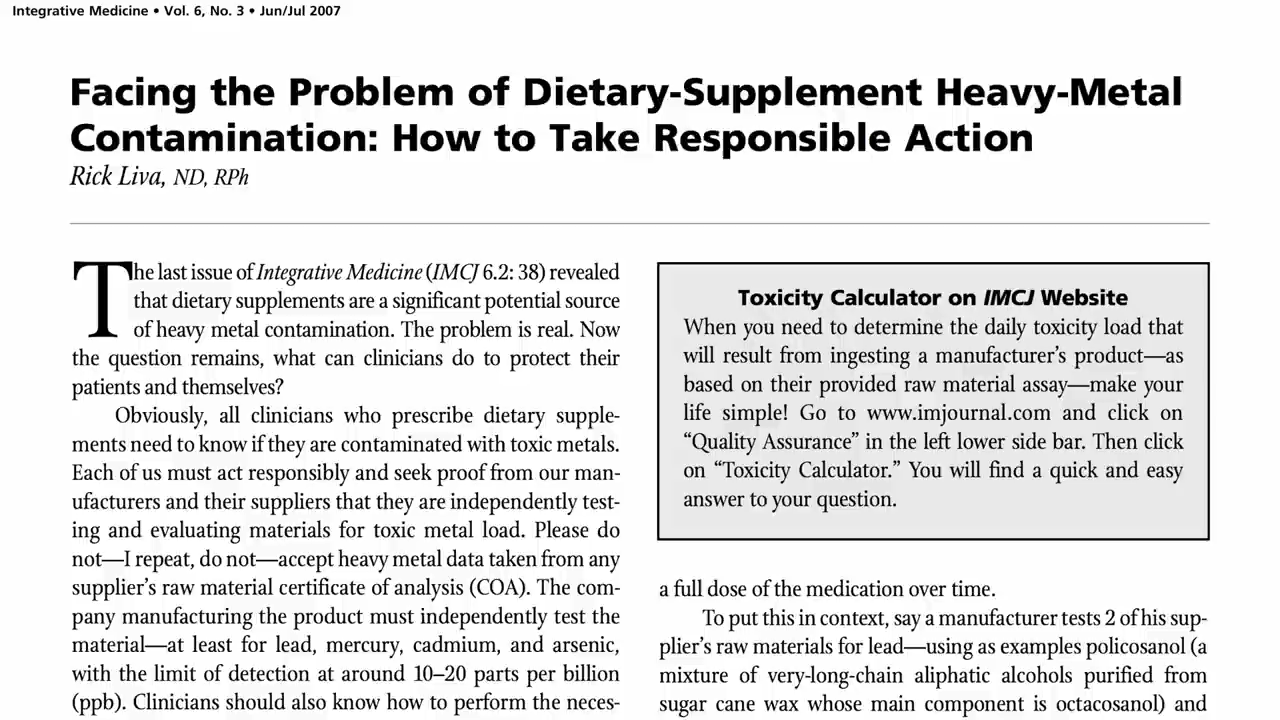 Integrative Medicine • Vol. 6, No. 3 • Jun/Jul 2007
Facing the Problem of Dietary-Supplement Heavy-Metal
Contamination: How to Take Responsible Action
Rick Liva, ND, RPh
The last issue of Integrative Medicine (IMCJ 6.2: 38) revealed
that dietary supplements are a significant potential source
of heavy metal contamination. The problem is real. Now
the question remains, what can clinicians do to protect their
patients and themselves?
Obviously, all clinicians who prescribe dietary supple-
ments need to know if they are contaminated with toxic metals.
Each of us must act responsibly and seek proof from our man-
ufacturers and their suppliers that they are independently test-
ing and evaluating materials for toxic metal load. Please do
not—I repeat, do not—accept heavy metal data taken from any
supplier's raw material certificate of analysis (COA). The com-
pany manufacturing the product must independently test the
material—at least for lead, mercury, cadmium, and arsenic,
with the limit of detection at around 10–20 parts per billion
(ppb). Clinicians should also know how to perform the neces-
Toxicity Calculator on IMCJ Website
When you need to determine the daily toxicity load that
will result from ingesting a manufacturer's product—as
based on their provided raw material assay—make your
life simple! Go to www.imjournal.com and click on
“Quality Assurance” in the left lower side bar. Then click
on “Toxicity Calculator.” You will find a quick and easy
answer to your question.
a full dose of the medication over time.
To put this in context, say a manufacturer tests 2 of his sup-
plier's raw materials for lead—using as examples policosanol (a
mixture of very-long-chain aliphatic alcohols purified from
sugar cane wax whose main component is octacosanol) and